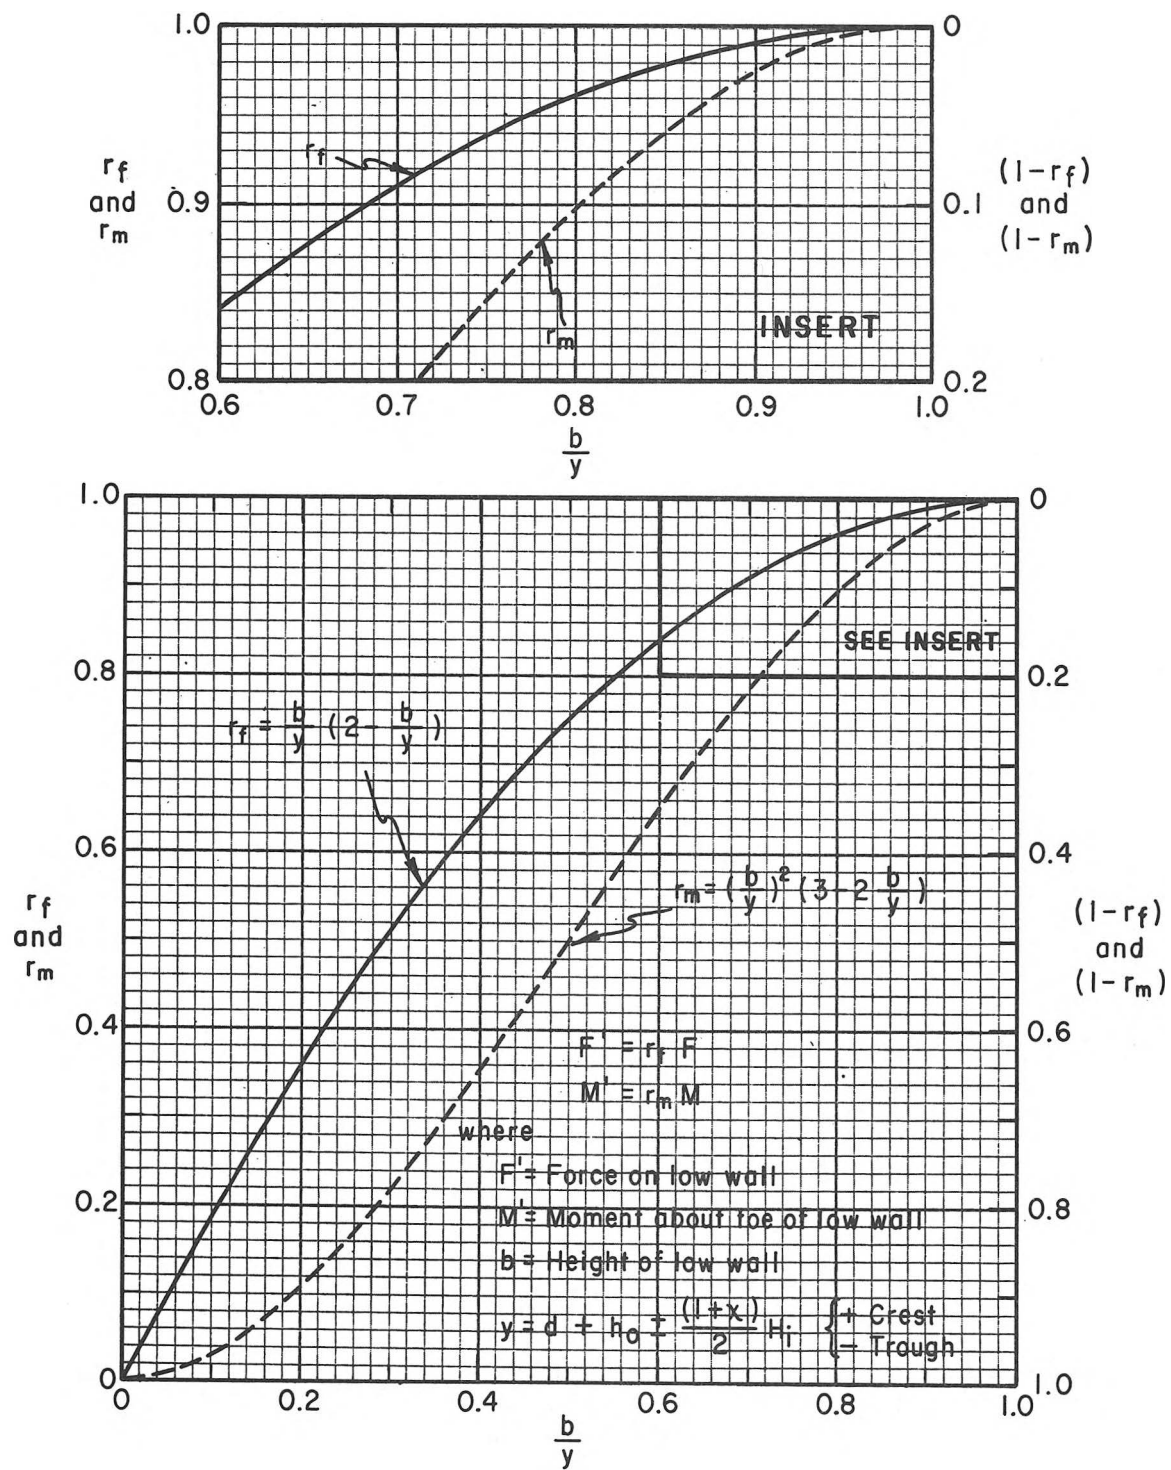 1.0
0.9
0.8
r_f
and
r_m
0
0.1
0.2
(1-r_f)
and
(1-r_m)
r_f
r_m
INSERT
0.6 0.7 0.8 0.9 1.0
b/y
1.0
0.8
0.6
0.4
0.2
0
r_f
and
r_m
0
0.2
0.4
0.6
0.8
1.0
(1-r_f)
and
(1-r_m)
SEE INSERT
r_f = b/y (2 - b/y)
r_m = (b/y)² (3-2 b/y)
F' = r_f F
M' = r_m M
where
F' = Force on low wall
M' = Moment about toe of low wall
b = Height of low wall
y = d + h_o ± (1+χ)/2 H_i { + Crest
− Trough
0 0.2 0.4 0.6 0.8 1.0
b/y